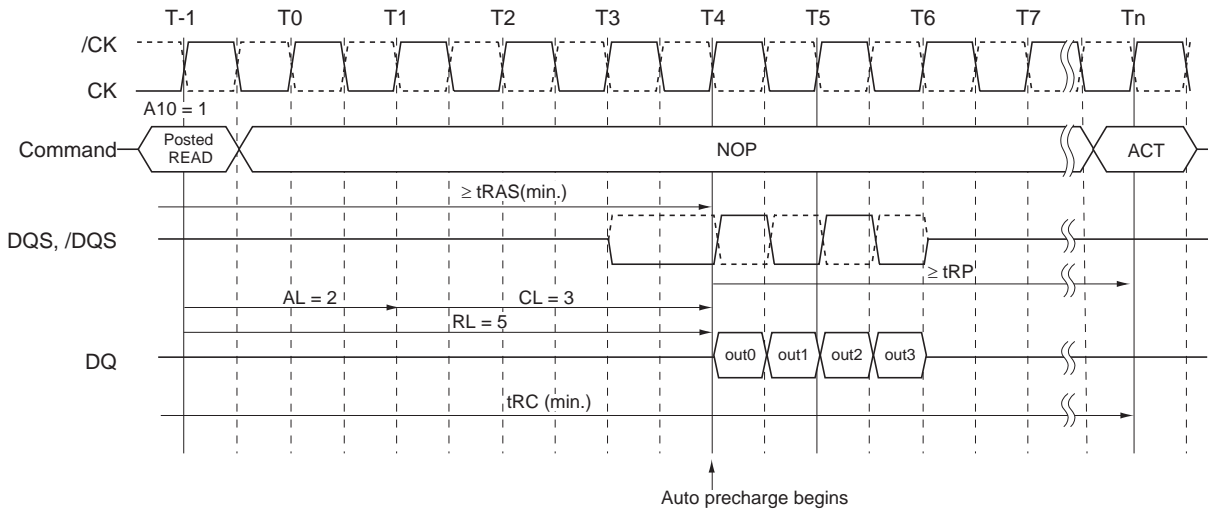 T-1 T0 T1 T2 T3 T4 T5 T6 T7 Tn
/CK
CK
A10 = 1
Command
Posted
READ
NOP
ACT
≥ tRAS(min.)
DQS, /DQS
≥ tRP
AL = 2
CL = 3
RL = 5
DQ
out0 out1 out2 out3
tRC (min.)
Auto precharge begins